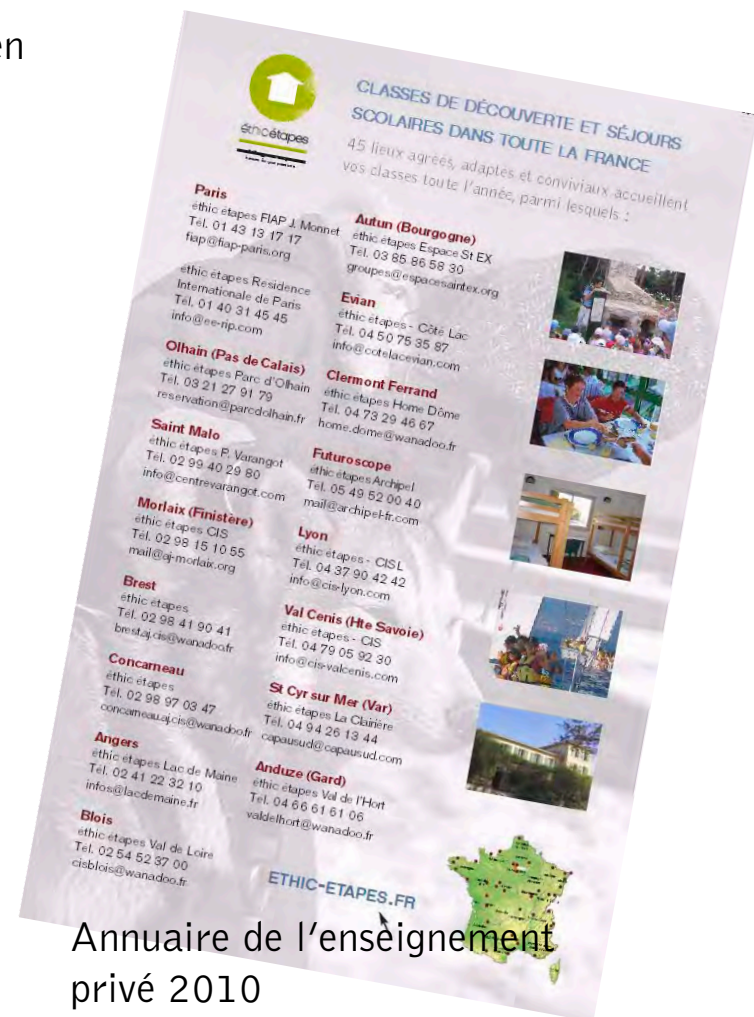 en
éthicétapes
CLASSES DE DÉCOUVERTE ET SÉJOURS
SCOLAIRES DANS TOUTE LA FRANCE
45 lieux agréés, adaptés et conviviaux accueillent
vos classes toute l'année, parmi lesquels :
Paris
éthic étapes FIAP J. Monnet
Tél. 01 43 13 17 17
fiap@fiap-paris.org
éthic étapes Résidence
Internationale de Paris
Tél. 01 40 31 45 45
info@ee-rip.com
Olhain (Pas de Calais)
éthic étapes Parc d'Olhain
Tél. 03 21 27 91 79
reservation@parcdolhain.fr
Saint Malo
éthic étapes P. Varangot
Tél. 02 99 40 29 80
info@centrevarangot.com
Morlaix (Finistère)
éthic étapes CIS
Tél. 02 98 15 10 55
mail@aj-morlaix.org
Brest
éthic étapes
Tél. 02 98 41 90 41
brestaj.cis@wanadoo.fr
Concarneau
éthic étapes
Tél. 02 98 97 03 47
concarneau.aj.cis@wanadoo.fr
Angers
éthic étapes Lac de Maine
Tél. 02 41 22 32 10
infos@lacdemaine.fr
Blois
éthic étapes Val de Loire
Tél. 02 54 52 37 00
cisblois@wanadoo.fr
Autun (Bourgogne)
éthic étapes Espace St EX
Tél. 03 85 86 58 30
groupes@espacesaintex.org
Evian
éthic étapes - Côté Lac
Tél. 04 50 75 35 87
info@cotelacevian.com
Clermont Ferrand
éthic étapes Home Dôme
Tél. 04 73 29 46 67
home.dome@wanadoo.fr
Futuroscope
éthic étapes Archipel
Tél. 05 49 52 00 40
mail@archipel-fr.com
Lyon
éthic étapes - CISL
Tél. 04 37 90 42 42
info@cis-lyon.com
Val Cenis (Hte Savoie)
éthic étapes - CIS
Tél. 04 79 05 92 30
info@cis-valcenis.com
St Cyr sur Mer (Var)
éthic étapes La Clairière
Tél. 04 94 26 13 44
capausud@capausud.com
Anduze (Gard)
éthic étapes Val de l'Hort
Tél. 04 66 61 61 06
valdelhort@wanadoo.fr
ETHIC-ETAPES.FR
Annuaire de l'enseignement
privé 2010